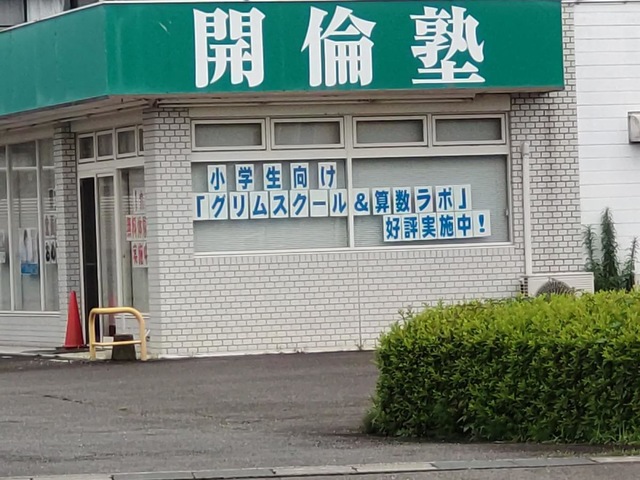 開倫塾
小学生向け
「グリムスクール&算数ラボ」
好評実施中!